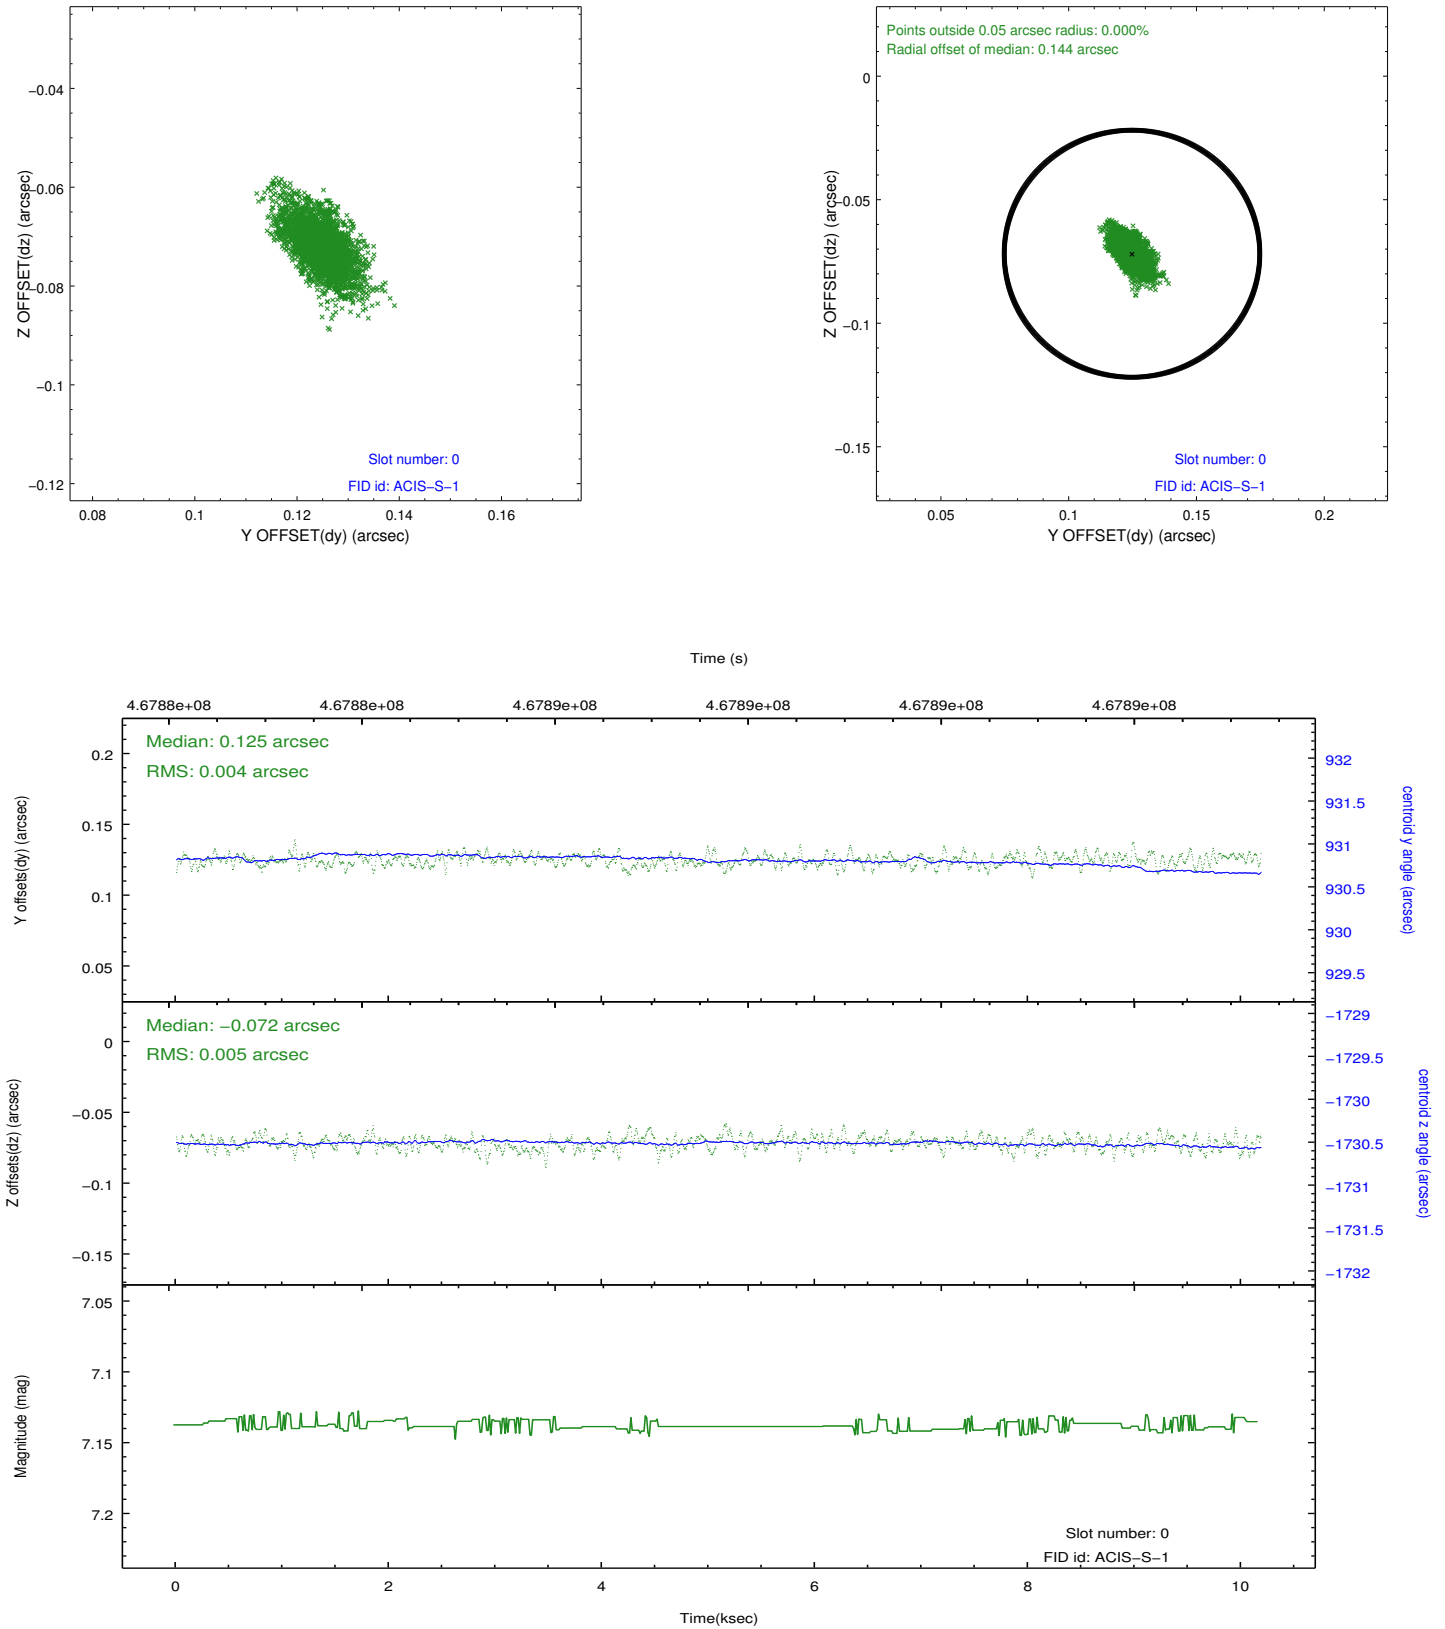 −0.04
−0.06
−0.08
−0.1
−0.12
Z OFFSET(dz) (arcsec)
Slot number: 0
FID id: ACIS−S−1
0.08 0.1 0.12 0.14 0.16
Y OFFSET(dy) (arcsec)
Points outside 0.05 arcsec radius: 0.000%
Radial offset of median: 0.144 arcsec
0
−0.05
−0.1
−0.15
Z OFFSET(dz) (arcsec)
Slot number: 0
FID id: ACIS−S−1
0.05 0.1 0.15 0.2
Y OFFSET(dy) (arcsec)
Time (s)
4.6788e+08 4.6788e+08 4.6789e+08 4.6789e+08 4.6789e+08 4.6789e+08
Median: 0.125 arcsec
RMS: 0.004 arcsec
0.2
0.15
0.1
0.05
Y offsets(dy) (arcsec)
932
931.5
931
930.5
930
929.5
centroid y angle (arcsec)
Median: −0.072 arcsec
RMS: 0.005 arcsec
0
−0.05
−0.1
−0.15
Z offsets(dz) (arcsec)
−1729
−1729.5
−1730
−1730.5
−1731
−1731.5
−1732
centroid z angle (arcsec)
7.05
7.1
7.15
7.2
Magnitude (mag)
Slot number: 0
FID id: ACIS−S−1
0 2 4 6 8 10
Time(ksec)